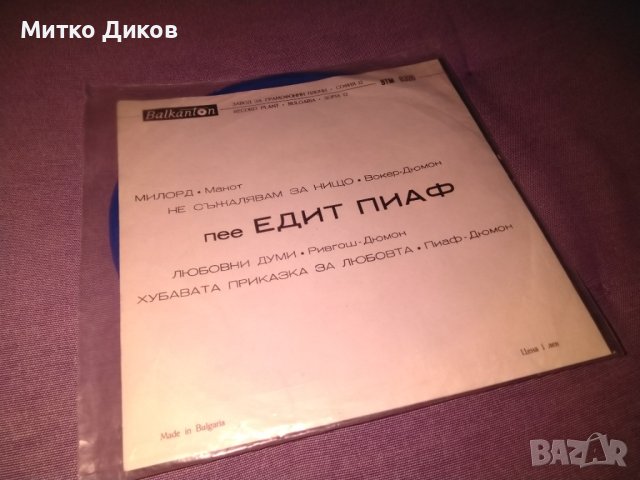 Митко Диков
Balkanton
ЗАВОД ЗА ГРАМОФОННИ ПЛОЧИ • СОФИЯ 12
RECORD PLANT • BULGARIA • SOFIA 12
ВТМ
МИЛОРД • Манот
НЕ СЪЖАЛЯВАМ ЗА НИЩО • Вокер-Дюмон
пее ЕДИТ ПИАФ
ЛЮБОВНИ ДУМИ • Ривгош-Дюмон
ХУБАВАТА ПРИКАЗКА ЗА ЛЮБОВТА • Пиаф-Дюмон
Цена 1 лев
Made in Bulgaria
BAZAR